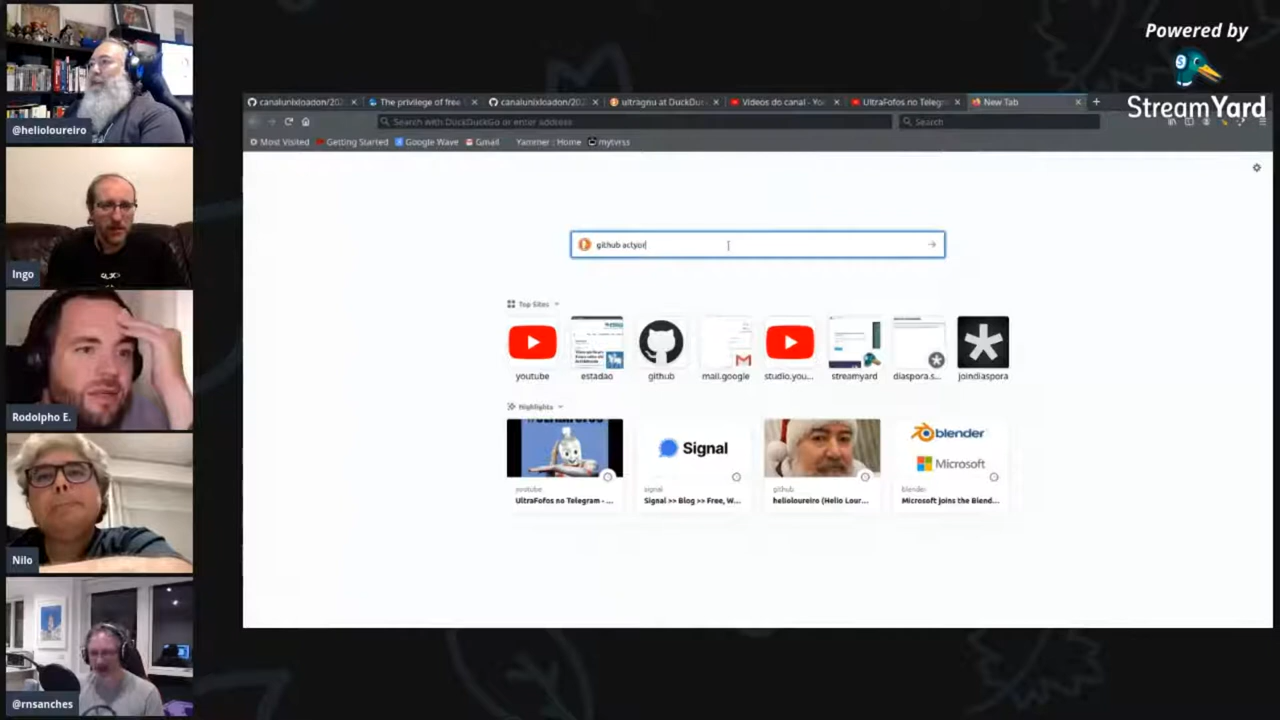 Powered by
StreamYard
@helioloureiro
Ingo
Rodolpho E.
Nilo
@rnsanches
canalunixloadon/202
The privilege of free
canalunixloadon/202
ultragnu at DuckDuc
Vídeos do canal - Yo
UltraFofos no Telegra
New Tab
Search with DuckDuckGo or enter address
Search
Most Visited
Getting Started
Google Wave
Gmail
Yammer : Home
mytvrss
github actyor
Top Sites
youtube
estadao
github
mail.google
studio.you...
streamyard
diaspora.s...
joindiaspora
Highlights
Signal
blender
Microsoft
youtube
UltraFofos no Telegram - ...
signal
Signal >> Blog >> Free, W...
github
helioloureiro (Helio Lour...
blender
Microsoft joins the Blend...